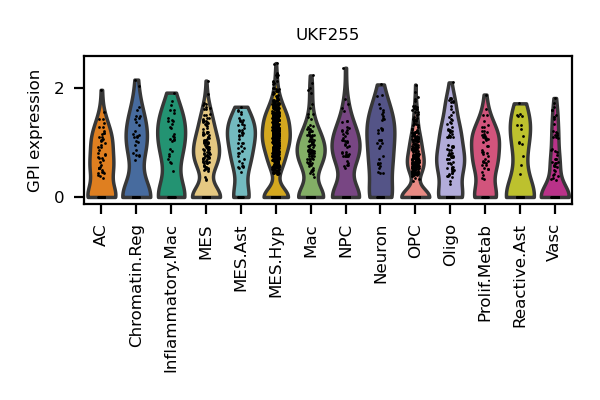 UKF255
GPI expression
2
0
AC
Chromatin.Reg
Inflammatory.Mac
MES
MES.Ast
MES.Hyp
Mac
NPC
Neuron
OPC
Oligo
Prolif.Metab
Reactive.Ast
Vasc